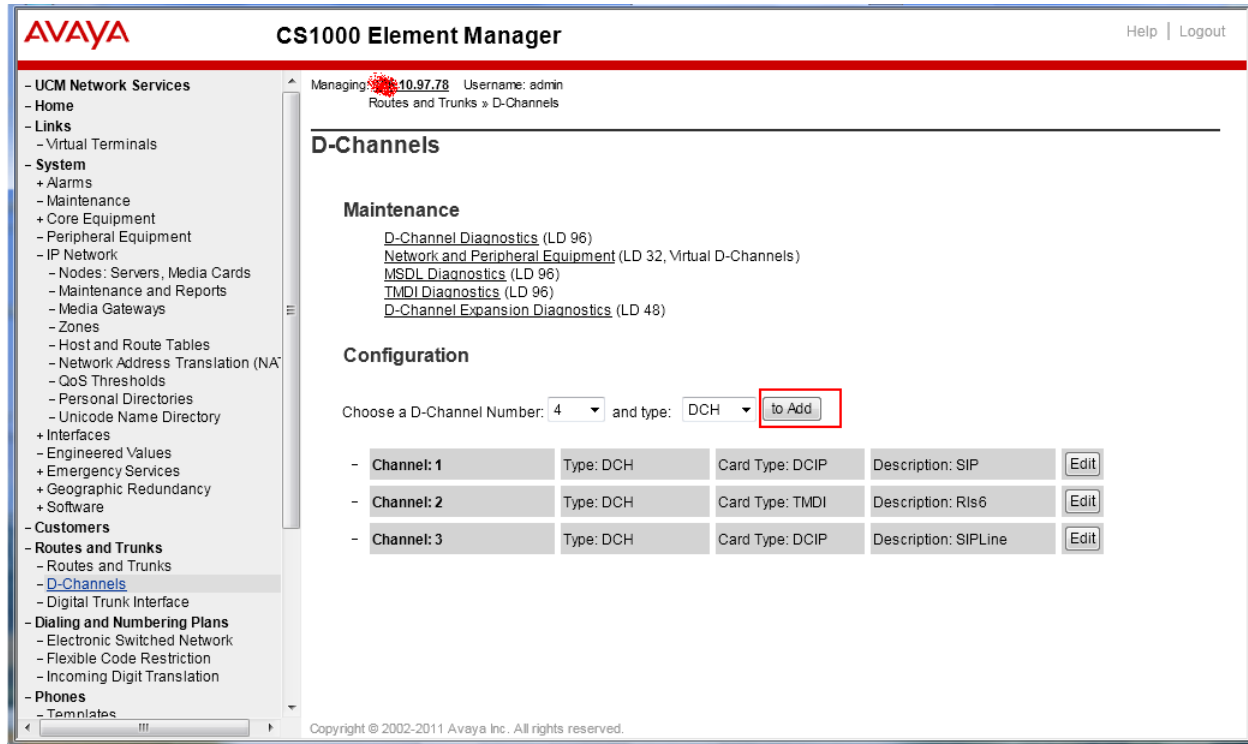 AVAYA
CS1000 Element Manager
Help | Logout
– UCM Network Services
– Home
– Links
– Virtual Terminals
– System
+ Alarms
– Maintenance
+ Core Equipment
– Peripheral Equipment
– IP Network
– Nodes: Servers, Media Cards
– Maintenance and Reports
– Media Gateways
– Zones
– Host and Route Tables
– Network Address Translation (NA
– QoS Thresholds
– Personal Directories
– Unicode Name Directory
+ Interfaces
– Engineered Values
+ Emergency Services
+ Geographic Redundancy
+ Software
– Customers
– Routes and Trunks
– Routes and Trunks
– D-Channels
– Digital Trunk Interface
– Dialing and Numbering Plans
– Electronic Switched Network
– Flexible Code Restriction
– Incoming Digit Translation
– Phones
– Templates
Managing: .10.97.78 Username: admin
Routes and Trunks » D-Channels
D-Channels
Maintenance
D-Channel Diagnostics (LD 96)
Network and Peripheral Equipment (LD 32, Virtual D-Channels)
MSDL Diagnostics (LD 96)
TMDI Diagnostics (LD 96)
D-Channel Expansion Diagnostics (LD 48)
Configuration
Choose a D-Channel Number: 4 and type: DCH to Add
– Channel: 1 Type: DCH Card Type: DCIP Description: SIP Edit
– Channel: 2 Type: DCH Card Type: TMDI Description: Rls6 Edit
– Channel: 3 Type: DCH Card Type: DCIP Description: SIPLine Edit
Copyright © 2002-2011 Avaya Inc. All rights reserved.